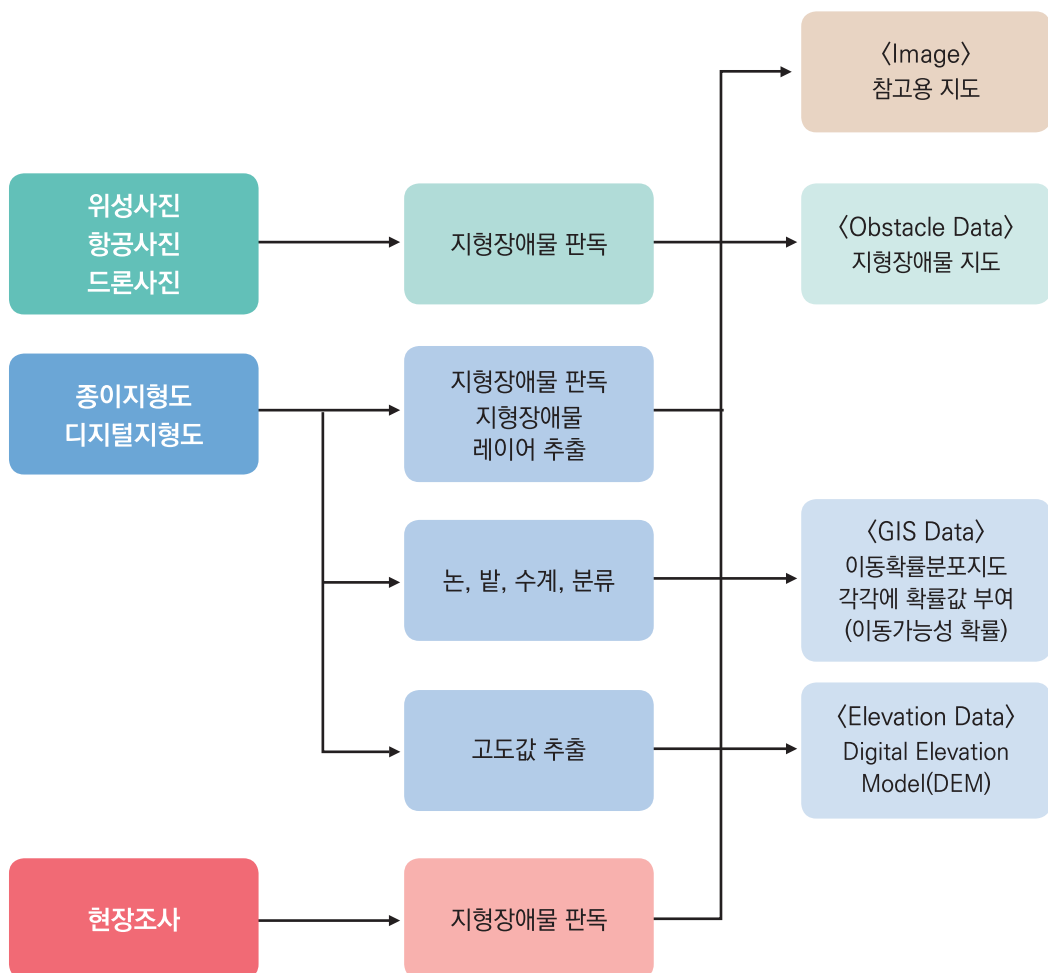 〈Image〉
참고용 지도
위성사진
항공사진
드론사진
지형장애물 판독
〈Obstacle Data〉
지형장애물 지도
종이지형도
디지털지형도
지형장애물 판독
지형장애물
레이어 추출
논, 밭, 수계, 분류
〈GIS Data〉
이동확률분포지도
각각에 확률값 부여
(이동가능성 확률)
고도값 추출
〈Elevation Data〉
Digital Elevation
Model(DEM)
현장조사
지형장애물 판독